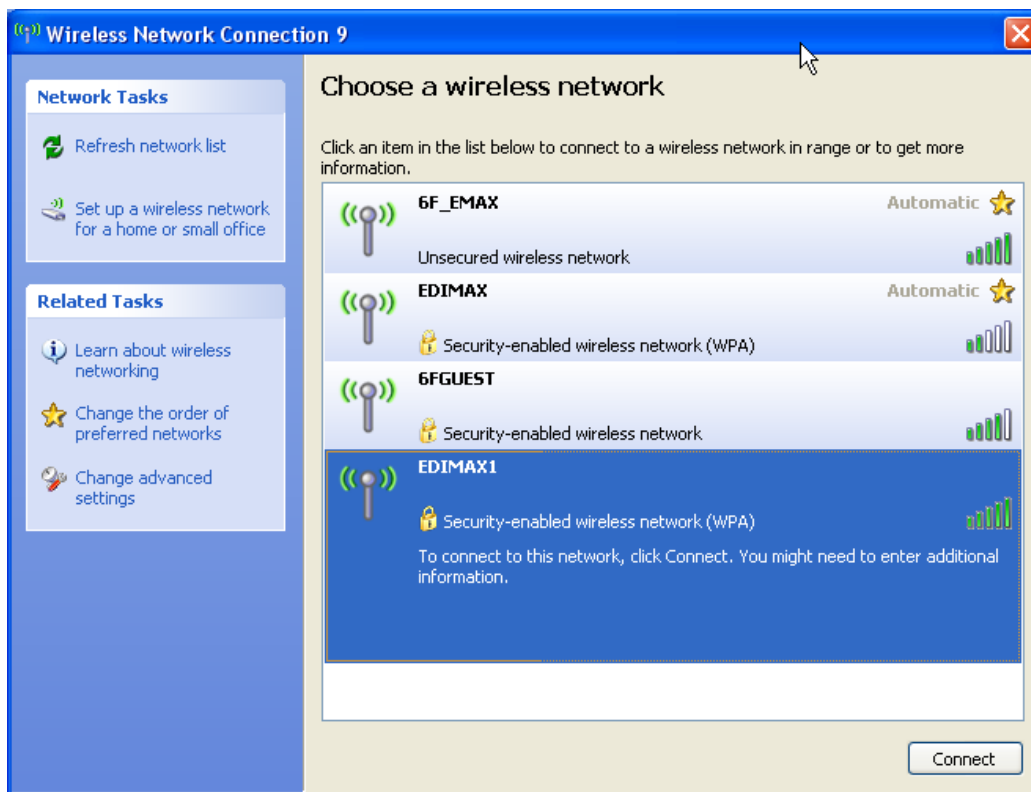 Wireless Network Connection 9
Network Tasks
Refresh network list
Set up a wireless network
for a home or small office
Related Tasks
Learn about wireless
networking
Change the order of
preferred networks
Change advanced
settings
Choose a wireless network
Click an item in the list below to connect to a wireless network in range or to get more
information.
6F_EMAX
Automatic
Unsecured wireless network
EDIMAX
Automatic
Security-enabled wireless network (WPA)
6FGUEST
Security-enabled wireless network
EDIMAX1
Security-enabled wireless network (WPA)
To connect to this network, click Connect. You might need to enter additional
information.
Connect